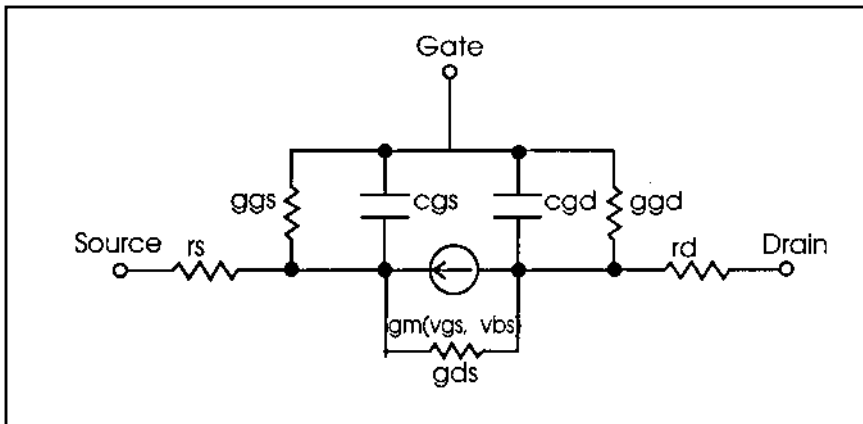 Gate
ggs
cgs
cgd
ggd
Source
rs
rd
Drain
gm(vgs, vbs)
gds